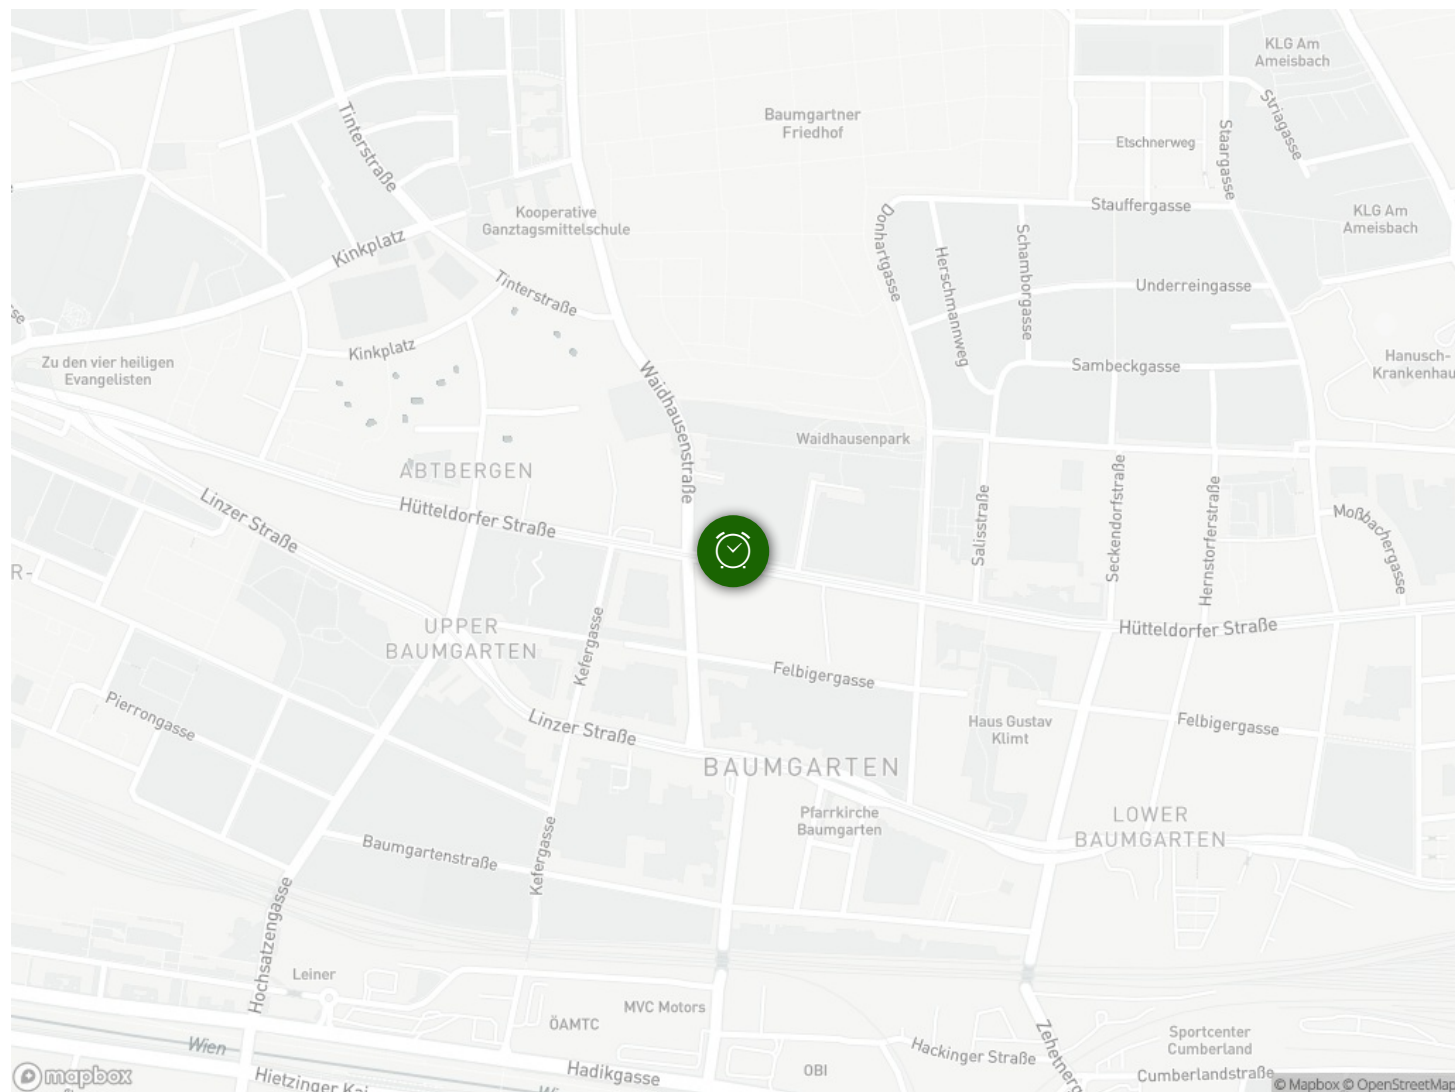 KLG Am
Ameisbach
Striagasse
Tinterstraße
Baumgartner
Friedhof
Staargasse
Etschnerweg
Kooperative
Ganztagsmittelschule
Donhartgasse
Stauffergasse
KLG Am
Ameisbach
Kinkplatz
Herschmannweg
Schamborgasse
Tinterstraße
Underreingasse
Kinkplatz
Zu den vier heiligen
Evangelisten
Sambeckgasse
Hanusch-
Krankenhau
Waidhausenstraße
Waidhausenpark
ABTBERGEN
Linzer Straße
Hütteldorfer Straße
Salisstraße
Seckendorfstraße
Hernstorferstraße
Moßbachergasse
R-
UPPER
BAUMGARTEN
Kefergasse
Hütteldorfer Straße
Felbigergasse
Pierrongasse
Linzer Straße
Haus Gustav
Klimt
Felbigergasse
BAUMGARTEN
Pfarrkirche
Baumgarten
LOWER
BAUMGARTEN
Baumgartenstraße
Kefergasse
Hochsatzengasse
Leiner
MVC Motors
ÖAMTC
Wien
Hadikgasse
Hackinger Straße
OBI
Sportcenter
Cumberland
Cumberlandstraße
mapbox
© Mapbox © OpenStreetMap